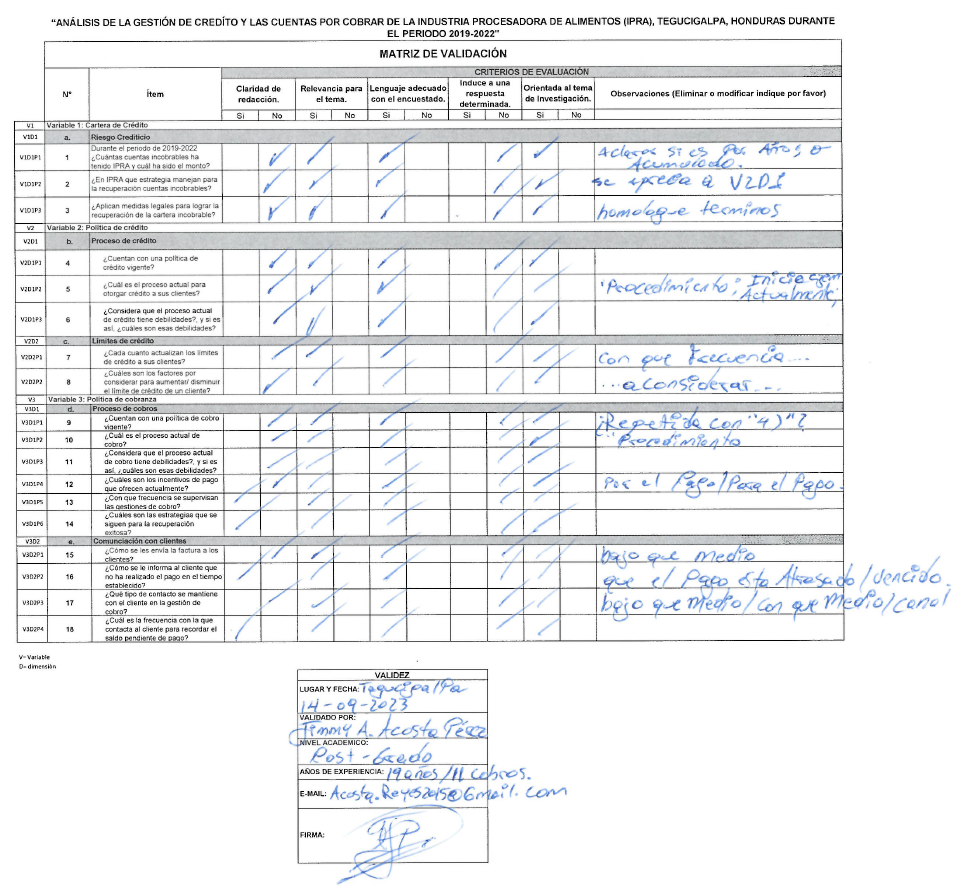 “ANÁLISIS DE LA GESTIÓN DE CREDÍTO Y LAS CUENTAS POR COBRAR DE LA INDUSTRIA PROCESADORA DE ALIMENTOS (IPRA), TEGUCIGALPA, HONDURAS DURANTE
EL PERIODO 2019-2022”
MATRIZ DE VALIDACIÓN
CRITERIOS DE EVALUACIÓN
N° Ítem Claridad de redacción. Relevancia para el tema. Lenguaje adecuado con el encuestado. Induce a una respuesta determinada. Orientada al tema de Investigación. Observaciones (Eliminar o modificar indique por favor)
Si No Si No Si No Si No Si No
V1 Variable 1: Cartera de Crédito
V1D1 a. Riesgo Crediticio
V1D1P1 1 Durante el periodo de 2019-2022
¿Cuántas cuentas incobrables ha
tenido IPRA y cuál ha sido el monto?
Aclarar si es por Años, o
Acumulado.
V1D1P2 2 ¿En IPRA que estrategia manejan para
la recuperación cuentas incobrables?
se a V2D1
V1D1P3 3 ¿Aplican medidas legales para lograr la
recuperación de la cartera incobrable?
homologue terminos
V2 Variable 2: Política de crédito
V2D1 b. Proceso de crédito
V2D1P1 4 ¿Cuentan con una política de
crédito vigente?
V2D1P2 5 ¿Cuál es el proceso actual para
otorgar crédito a sus clientes?
"Procedimiento", Inicie
Actualmente,
V2D1P3 6 ¿Considera que el proceso actual
de crédito tiene debilidades?, y si es
así, ¿cuáles son esas debilidades?
V2D2 c. Límites de crédito
V2D2P1 7 ¿Cada cuanto actualizan los límites
de crédito a sus clientes?
Con que frecuencia....
V2D2P2 8 ¿Cuáles son los factores por
considerar para aumentar/ disminuir
el límite de crédito de un cliente?
...a considerar...
V3 Variable 3: Política de cobranza
V3D1 d. Proceso de cobros
V3D1P1 9 ¿Cuentan con una política de cobro
vigente?
¡Repetida con "4)"?
V3D1P2 10 ¿Cuál es el proceso actual de
cobro?
"Procedimiento
V3D1P3 11 ¿Considera que el proceso actual
de cobro tiene debilidades?, y si es
así, ¿cuáles son esas debilidades?
V3D1P4 12 ¿Cuáles son los incentivos de
pago que ofrecen actualmente?
Por el Pago/Para el Pago.
V3D1P5 13 ¿Con que frecuencia se supervisan
las gestiones de cobro?
V3D1P6 14 ¿Cuáles son las estrategias que se
siguen para la recuperación
exitosa?
V3D2 e. Comunciación con clientes
V3D2P1 15 ¿Cómo se les envía la factura a los
clientes?
bajo que medio
V3D2P2 16 ¿Cómo se le informa al cliente que
no ha realizado el pago en el tiempo
establecido?
que el Pago esta Atrasado/vencido.
V3D2P3 17 ¿Qué tipo de contacto se mantiene
con el cliente en la gestión de
cobro?
bajo que medio/con que medio/canal
V3D2P4 18 ¿Cuál es la frecuencia con la que
contacta al cliente para recordar el
saldo pendiente de pago?
V= Variable
D= dimensión
VALIDEZ
LUGAR Y FECHA: Tegucigalpa
14-09-2023
VALIDADO POR:
Jimmy A. Acosta Pérez
NIVEL ACADEMICO:
Post-Grado
AÑOS DE EXPERIENCIA: 19 años/11 Cobros.
E-MAIL: Acosta.Reyes2015@Gmail.com
FIRMA: